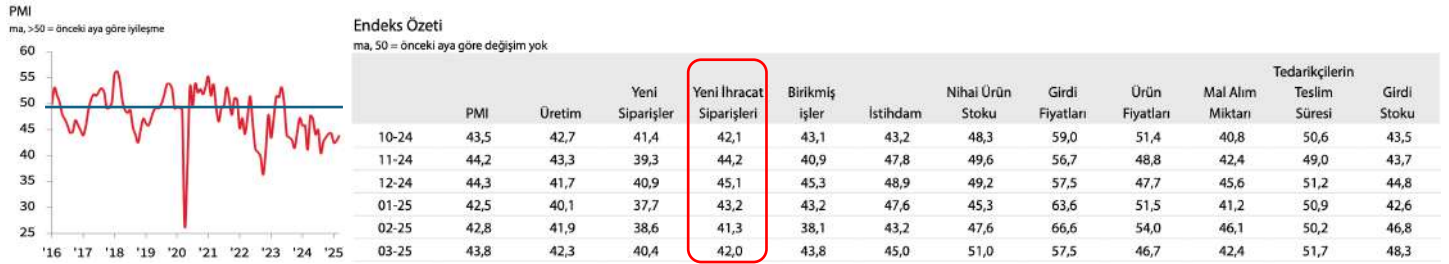 PMI
ma, >50 = önceki aya göre iyileşme
60
55
50
45
40
35
30
25
'16 '17 '18 '19 '20 '21 '22 '23 '24 '25
Endeks Özeti
ma, 50 = önceki aya göre değişim yok
PMI Üretim Yeni Siparişler Yeni İhracat Siparişleri Birikmiş işler İstihdam Nihai Ürün Stoku Girdi Fiyatları Ürün Fiyatları Mal Alım Miktarı Tedarikçilerin Teslim Süresi Girdi Stoku
10-24 43,5 42,7 41,4 42,1 43,1 43,2 48,3 59,0 51,4 40,8 50,6 43,5
11-24 44,2 43,3 39,3 44,2 40,9 47,8 49,6 56,7 48,8 42,4 49,0 43,7
12-24 44,3 41,7 40,9 45,1 45,3 48,9 49,2 57,5 47,7 45,6 51,2 44,8
01-25 42,5 40,1 37,7 43,2 43,2 47,6 45,3 63,6 51,5 41,2 50,9 42,6
02-25 42,8 41,9 38,6 41,3 38,1 43,2 47,6 66,6 54,0 46,1 50,2 46,8
03-25 43,8 42,3 40,4 42,0 43,8 45,0 51,0 57,5 46,7 42,4 51,7 48,3